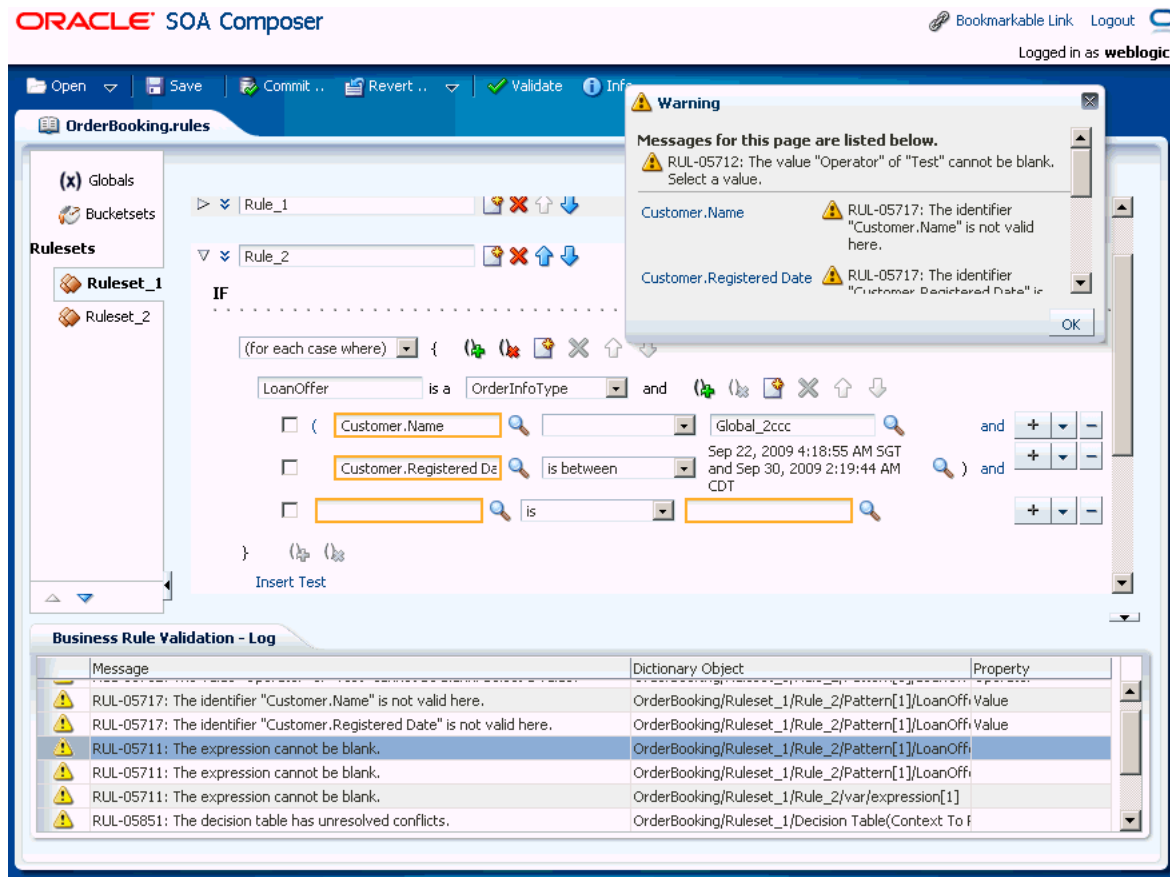 ORACLE SOA Composer
Bookmarkable Link Logout
Logged in as weblogic
Open Save Commit .. Revert .. Validate Info
OrderBooking.rules
Warning
Messages for this page are listed below.
RUL-05712: The value "Operator" of "Test" cannot be blank.
Select a value.
Customer.Name
RUL-05717: The identifier
"Customer.Name" is not valid
here.
Customer.Registered Date
RUL-05717: The identifier
"Customer.Registered Date" is
OK
(x) Globals
Bucketsets
Rulesets
Ruleset_1
Ruleset_2
Rule_1
Rule_2
IF
(for each case where) {
LoanOffer is a OrderInfoType and
( Customer.Name Global_2ccc and
Customer.Registered Da is between
Sep 22, 2009 4:18:55 AM SGT
and Sep 30, 2009 2:19:44 AM
CDT
) and
is
}
Insert Test
Business Rule Validation - Log
Message Dictionary Object Property
RUL-05717: The identifier "Customer.Name" is not valid here. OrderBooking/Ruleset_1/Rule_2/Pattern[1]/LoanOff Value
RUL-05717: The identifier "Customer.Registered Date" is not valid here. OrderBooking/Ruleset_1/Rule_2/Pattern[1]/LoanOff Value
RUL-05711: The expression cannot be blank. OrderBooking/Ruleset_1/Rule_2/Pattern[1]/LoanOff
RUL-05711: The expression cannot be blank. OrderBooking/Ruleset_1/Rule_2/Pattern[1]/LoanOff
RUL-05711: The expression cannot be blank. OrderBooking/Ruleset_1/Rule_2/var/expression[1]
RUL-05851: The decision table has unresolved conflicts. OrderBooking/Ruleset_1/Decision Table(Context To